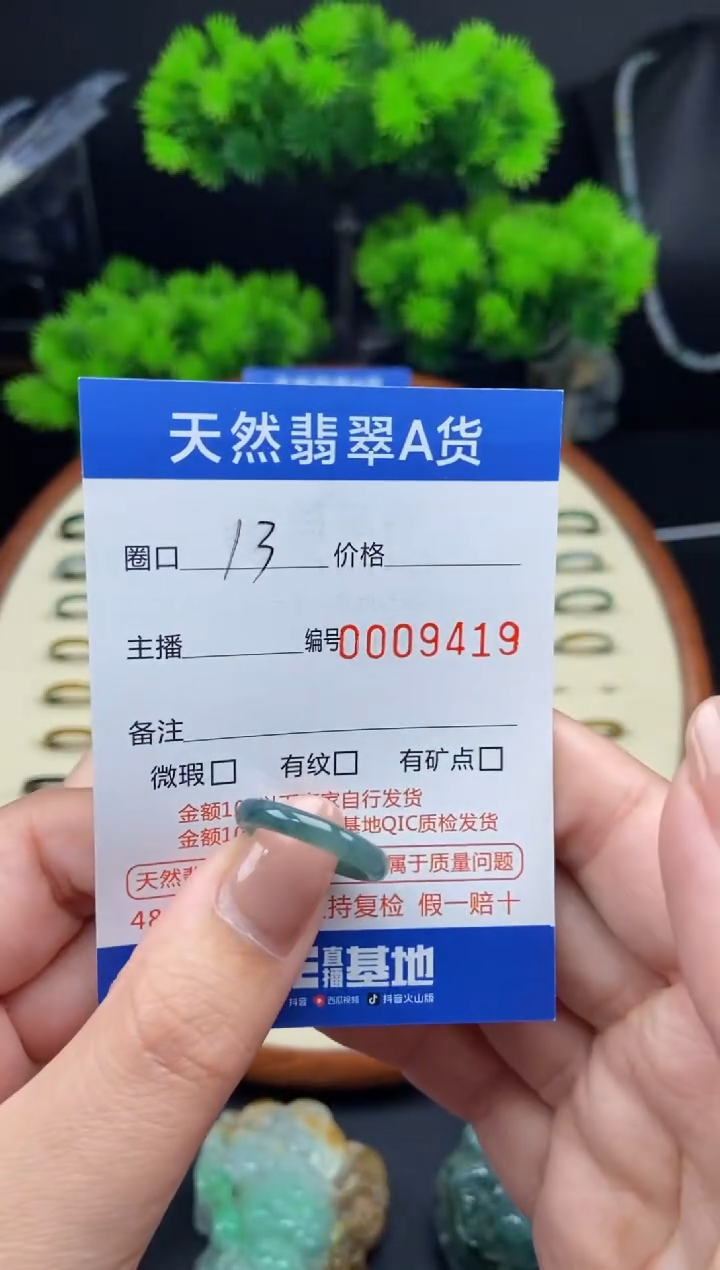 天然翡翠A货
圈口 13 价格
主播 编号0009419
备注
微瑕□ 有纹□ 有矿点□
金额10 自行发货
金额10 基地QIC质检发货
天然 属于质量问题
48 持复检 假一赔十
直播基地
抖音 西瓜视频 抖音火山版